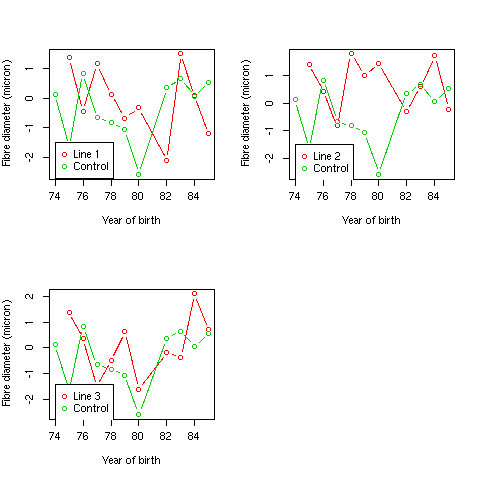 Fibre diameter (micron)
1
0
-1
-2
Line 1
Control
74 76 78 80 82 84
Year of birth
Fibre diameter (micron)
1
0
-1
-2
Line 2
Control
74 76 78 80 82 84
Year of birth
Fibre diameter (micron)
2
1
0
-1
-2
Line 3
Control
74 76 78 80 82 84
Year of birth